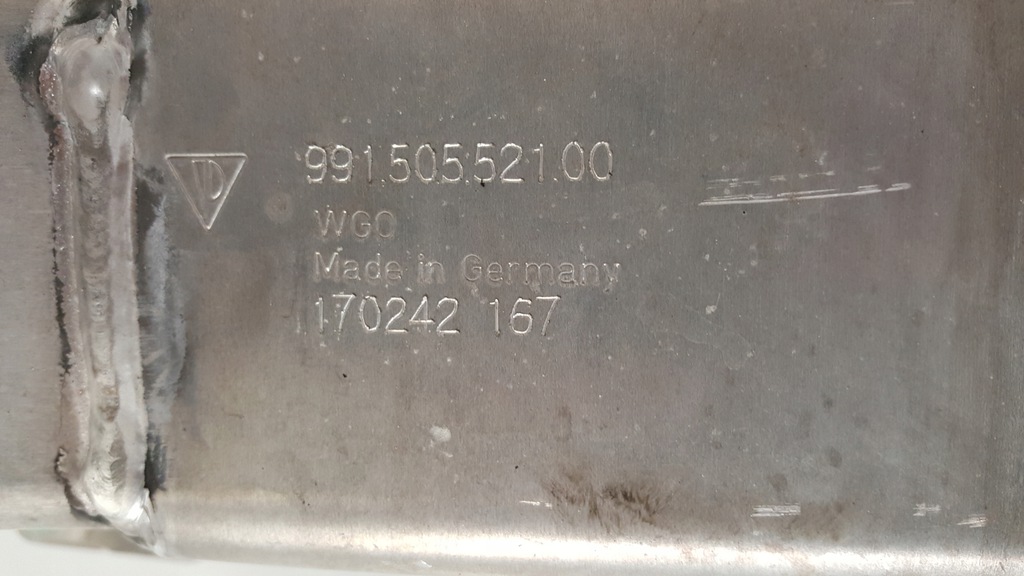 991.505.521.00
WGO
Made in Germany
170242 167